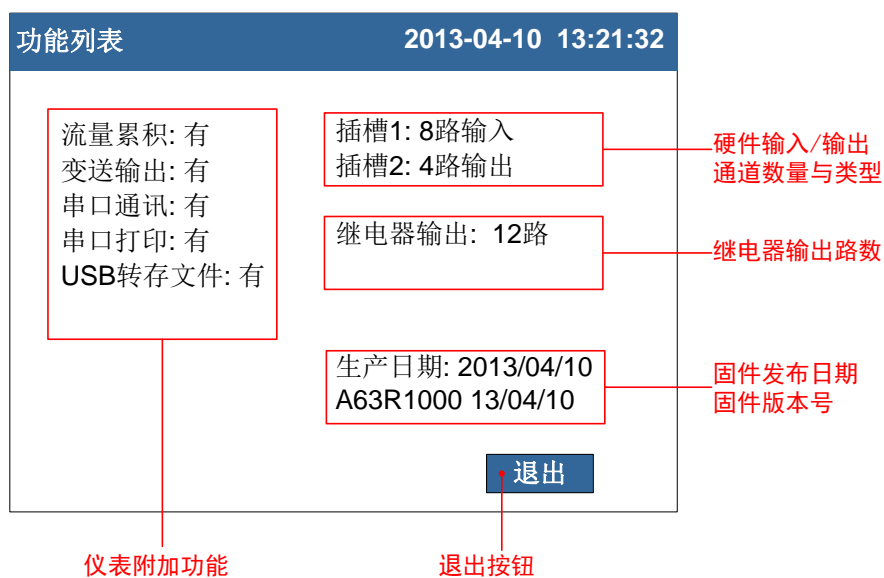 功能列表 2013-04-10 13:21:32
流量累积: 有
变送输出: 有
串口通讯: 有
串口打印: 有
USB转存文件: 有
插槽1: 8路输入
插槽2: 4路输出
硬件输入/输出
通道数量与类型
继电器输出: 12路
继电器输出路数
生产日期: 2013/04/10
A63R1000 13/04/10
固件发布日期
固件版本号
退出
仪表附加功能
退出按钮